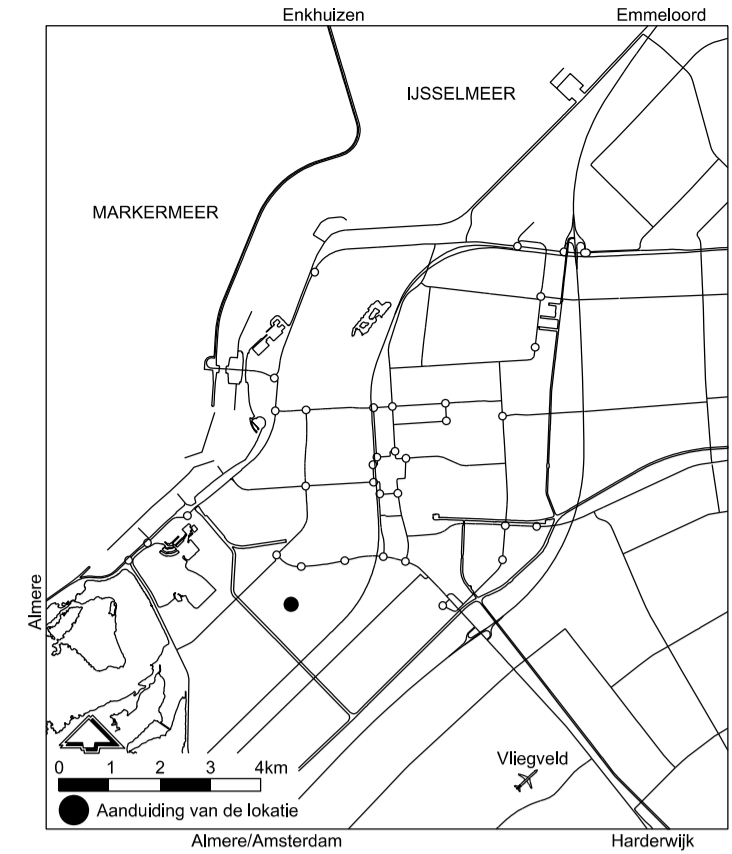 Enkhuizen
Emmeloord
IJSSELMEER
MARKERMEER
Almere
Vliegveld
0 1 2 3 4km
Aanduiding van de lokatie
Almere/Amsterdam
Harderwijk